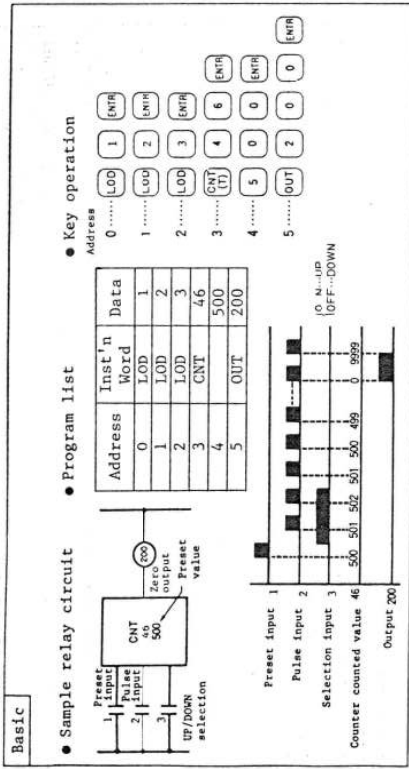 Basic
• Sample relay circuit
Preset input
1
Pulse input
2
3
UP/DOWN selection
CNT
46
500
Preset value
Zero output
200
• Program list
Address Inst'n Word Data
0 LOD 1
1 LOD 2
2 LOD 3
3 CNT 46
4 500
5 OUT 200
• Key operation
Address
0 ...... LOD 1 ENTR
1 ...... LOD 2 ENTR
2 ...... LOD 3 ENTR
3 ...... CNT (T) 4 6 ENTR
4 ...... 5 0 0 ENTR
5 ...... OUT 2 0 0 ENTR
Preset input 1
Pulse input 2
Selection input 3
ON...UP
OFF...DOWN
Counter counted value 46
500 501 502 501 500 499 0 9999
Output 200